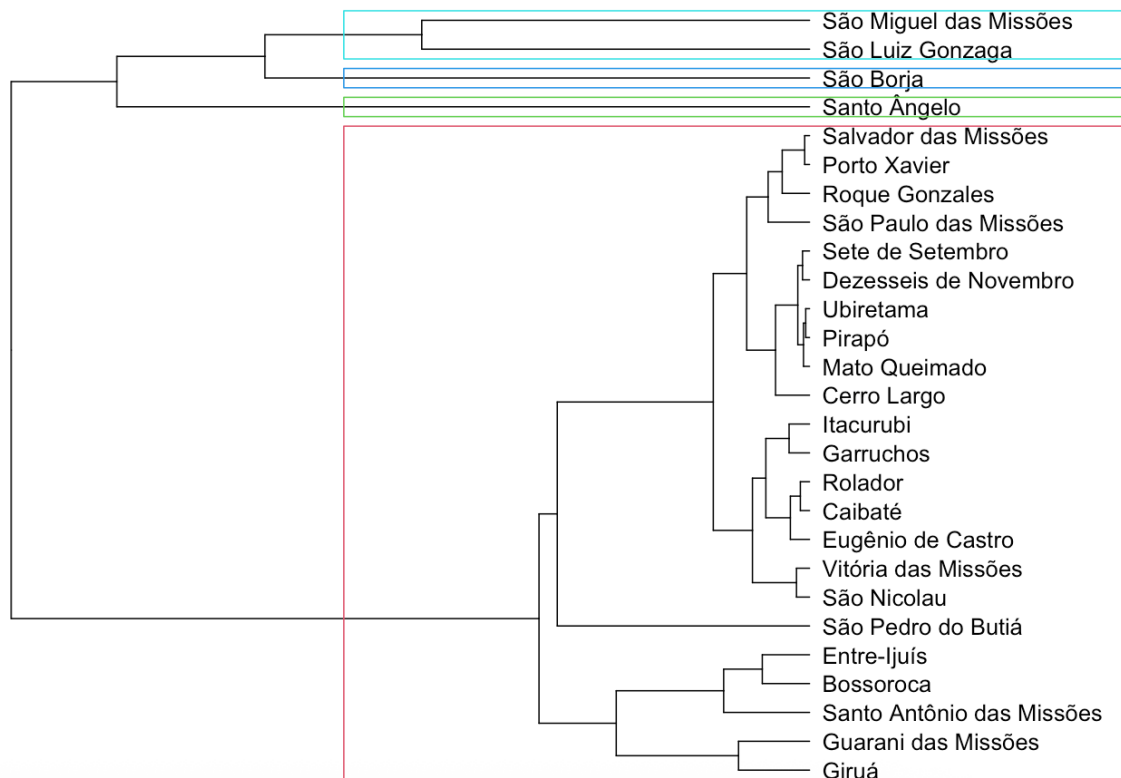 São Miguel das Missões
São Luiz Gonzaga
São Borja
Santo Ângelo
Salvador das Missões
Porto Xavier
Roque Gonzales
São Paulo das Missões
Sete de Setembro
Dezesseis de Novembro
Ubiretama
Pirapó
Mato Queimado
Cerro Largo
Itacurubi
Garruchos
Rolador
Caibaté
Eugênio de Castro
Vitória das Missões
São Nicolau
São Pedro do Butiá
Entre-Ijuís
Bossoroca
Santo Antônio das Missões
Guarani das Missões
Giruá